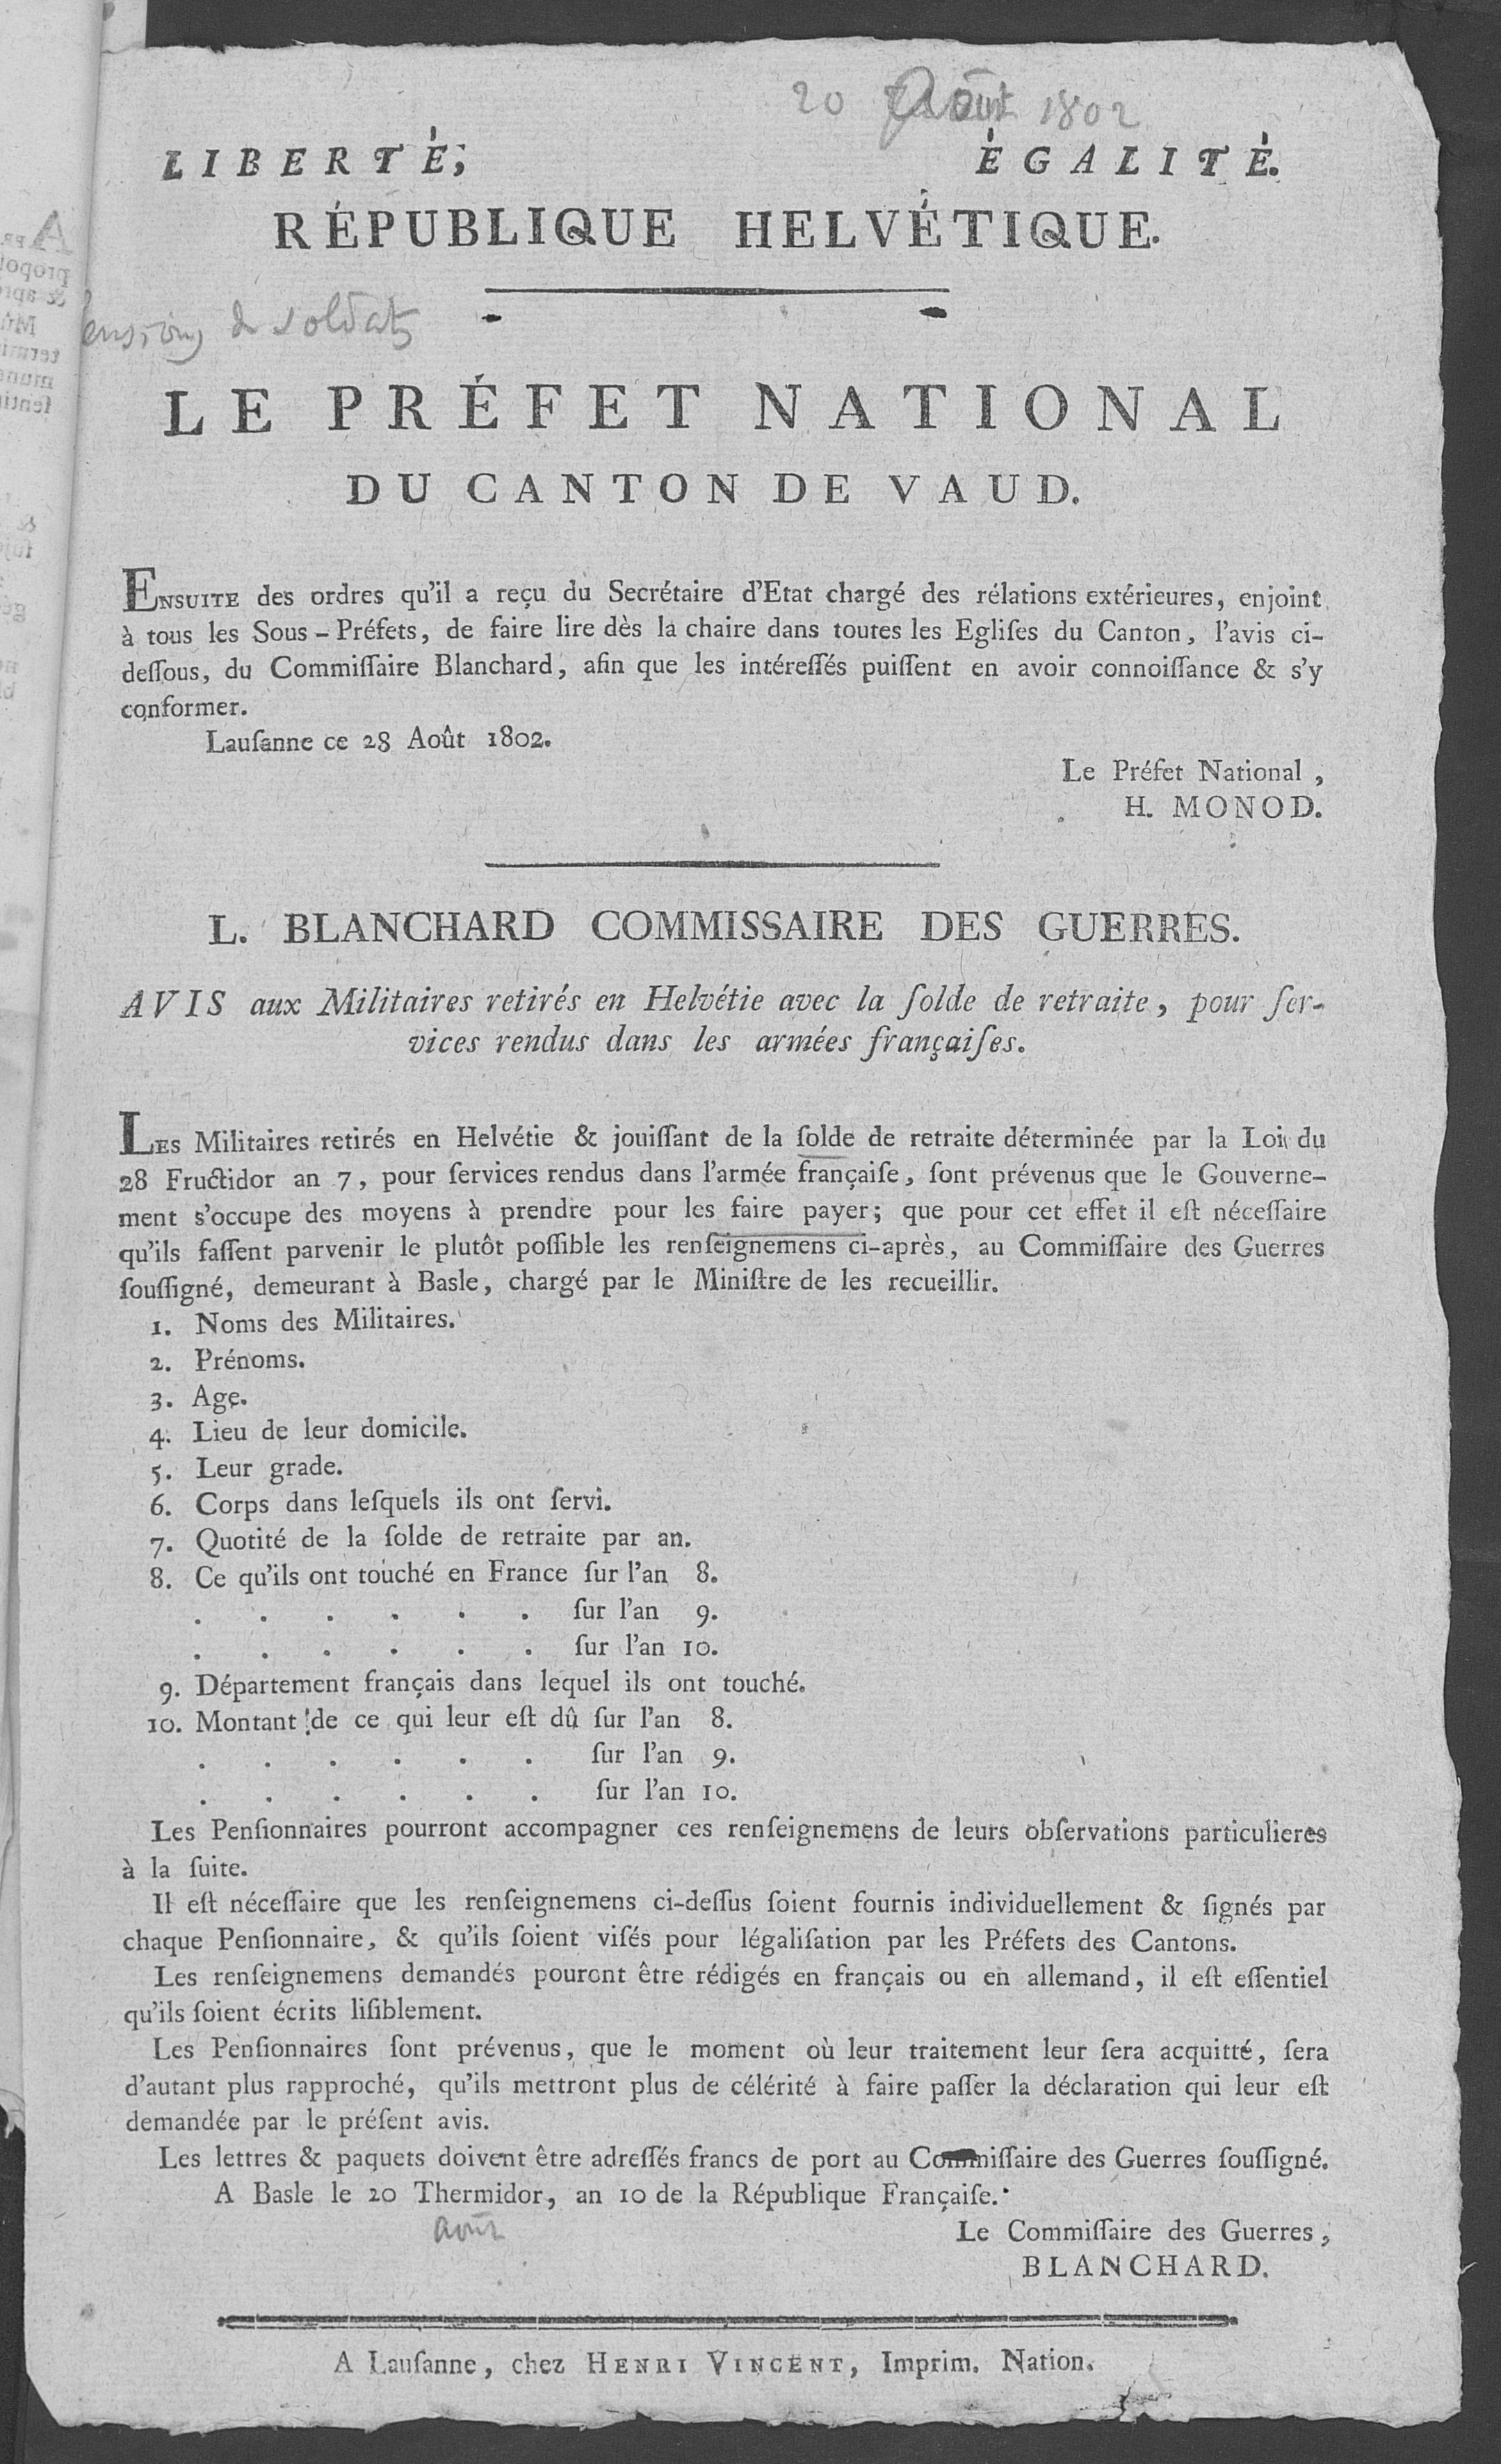 20 Août 1802
LIBERTÉ, ÉGALITÉ.
RÉPUBLIQUE HELVÉTIQUE.
de soldats
LE PRÉFET NATIONAL
DU CANTON DE VAUD.
ENSUITE des ordres qu'il a reçu du Secrétaire d'Etat chargé des rélations extérieures, enjoint
à tous les Sous-Préfets, de faire lire dès la chaire dans toutes les Egliſes du Canton, l'avis ci-
deſſous, du Commiſſaire Blanchard, afin que les intéreſſés puiſſent en avoir connoiſſance & s'y
conformer.
Lauſanne ce 28 Août 1802.
Le Préfet National,
H. MONOD.
L. BLANCHARD COMMISSAIRE DES GUERRES.
AVIS aux Militaires retirés en Helvétie avec la ſolde de retraite, pour ſer-
vices rendus dans les armées françaiſes.
LES Militaires retirés en Helvétie & jouiſſant de la ſolde de retraite déterminée par la Loi du
28 Fructidor an 7, pour ſervices rendus dans l'armée françaiſe, ſont prévenus que le Gouverne-
ment s'occupe des moyens à prendre pour les faire payer; que pour cet effet il eſt néceſſaire
qu'ils faſſent parvenir le plutôt poſſible les renſeignemens ci-après, au Commiſſaire des Guerres
ſouſſigné, demeurant à Basle, chargé par le Miniſtre de les recueillir.
1. Noms des Militaires.
2. Prénoms.
3. Age.
4. Lieu de leur domicile.
5. Leur grade.
6. Corps dans leſquels ils ont ſervi.
7. Quotité de la ſolde de retraite par an.
8. Ce qu'ils ont touché en France ſur l'an 8.
. . . . . . ſur l'an 9.
. . . . . . ſur l'an 10.
9. Département français dans lequel ils ont touché.
10. Montant de ce qui leur eſt dû ſur l'an 8.
. . . . . . ſur l'an 9.
. . . . . . ſur l'an 10.
Les Penſionnaires pourront accompagner ces renſeignemens de leurs obſervations particulieres
à la ſuite.
Il eſt néceſſaire que les renſeignemens ci-deſſus ſoient fournis individuellement & ſignés par
chaque Penſionnaire, & qu'ils ſoient viſés pour légaliſation par les Préfets des Cantons.
Les renſeignemens demandés pouront être rédigés en français ou en allemand, il eſt eſſentiel
qu'ils ſoient écrits liſiblement.
Les Penſionnaires ſont prévenus, que le moment où leur traitement leur ſera acquitté, ſera
d'autant plus rapproché, qu'ils mettront plus de célérité à faire paſſer la déclaration qui leur eſt
demandée par le préſent avis.
Les lettres & paquets doivent être adreſſés francs de port au Commiſſaire des Guerres ſouſſigné.
A Basle le 20 Thermidor, an 10 de la République Françaiſe.
août
Le Commiſſaire des Guerres,
BLANCHARD.
A Lauſanne, chez HENRI VINCENT, Imprim. Nation.